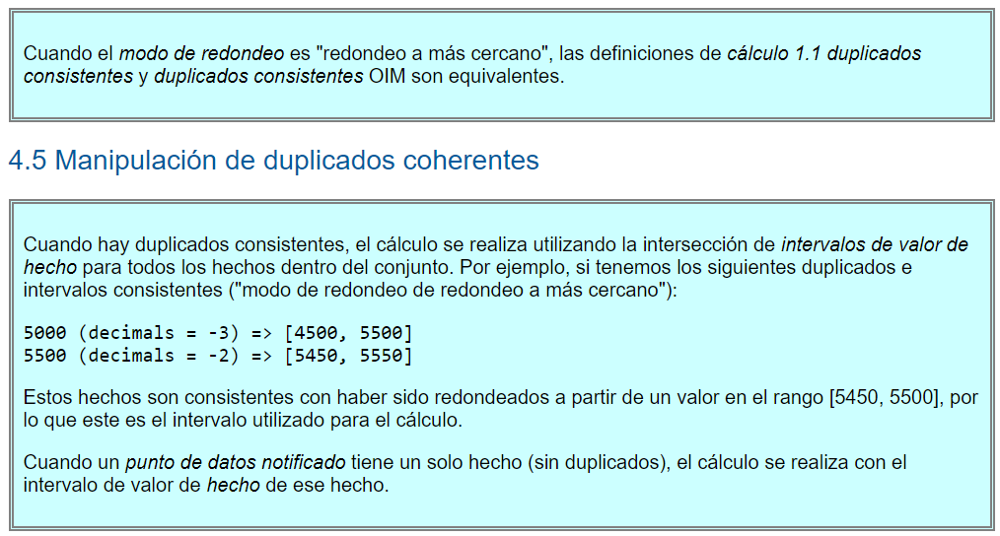 Cuando el modo de redondeo es "redondeo a más cercano", las definiciones de cálculo 1.1 duplicados
consistentes y duplicados consistentes OIM son equivalentes.
4.5 Manipulación de duplicados coherentes
Cuando hay duplicados consistentes, el cálculo se realiza utilizando la intersección de intervalos de valor de
hecho para todos los hechos dentro del conjunto. Por ejemplo, si tenemos los siguientes duplicados e
intervalos consistentes ("modo de redondeo de redondeo a más cercano"):
5000 (decimals = -3) => [4500, 5500]
5500 (decimals = -2) => [5450, 5550]
Estos hechos son consistentes con haber sido redondeados a partir de un valor en el rango [5450, 5500], por
lo que este es el intervalo utilizado para el cálculo.
Cuando un punto de datos notificado tiene un solo hecho (sin duplicados), el cálculo se realiza con el
intervalo de valor de hecho de ese hecho.